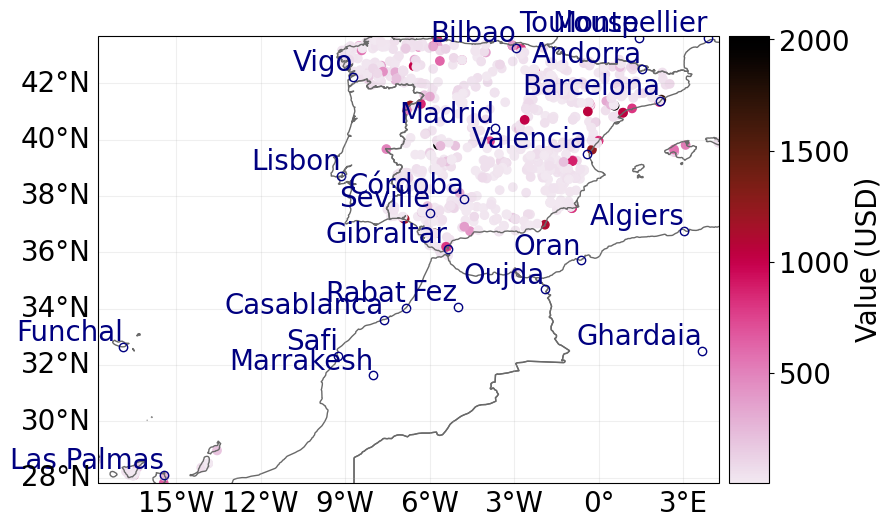 Toulouse
Montpellier
Bilbao
Andorra
Vigo
Barcelona
Madrid
Valencia
Lisbon
Córdoba
Seville
Algiers
Gibraltar
Oran
Oujda
Rabat
Fez
Casablanca
Funchal
Safi
Ghardaia
Marrakesh
Las Palmas
42°N
40°N
38°N
36°N
34°N
32°N
30°N
28°N
15°W 12°W 9°W 6°W 3°W 0° 3°E
2000
1500
1000
500
Value (USD)